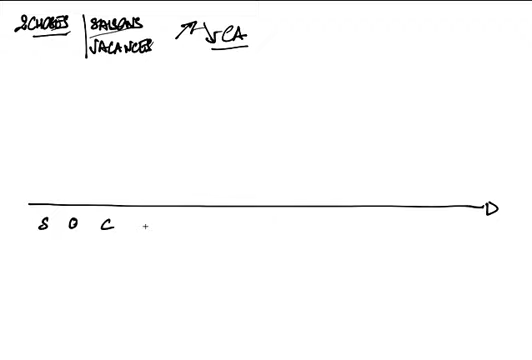 2 CHOSES | SAISONS ↗ ↘ CA
VACANCES
S O C